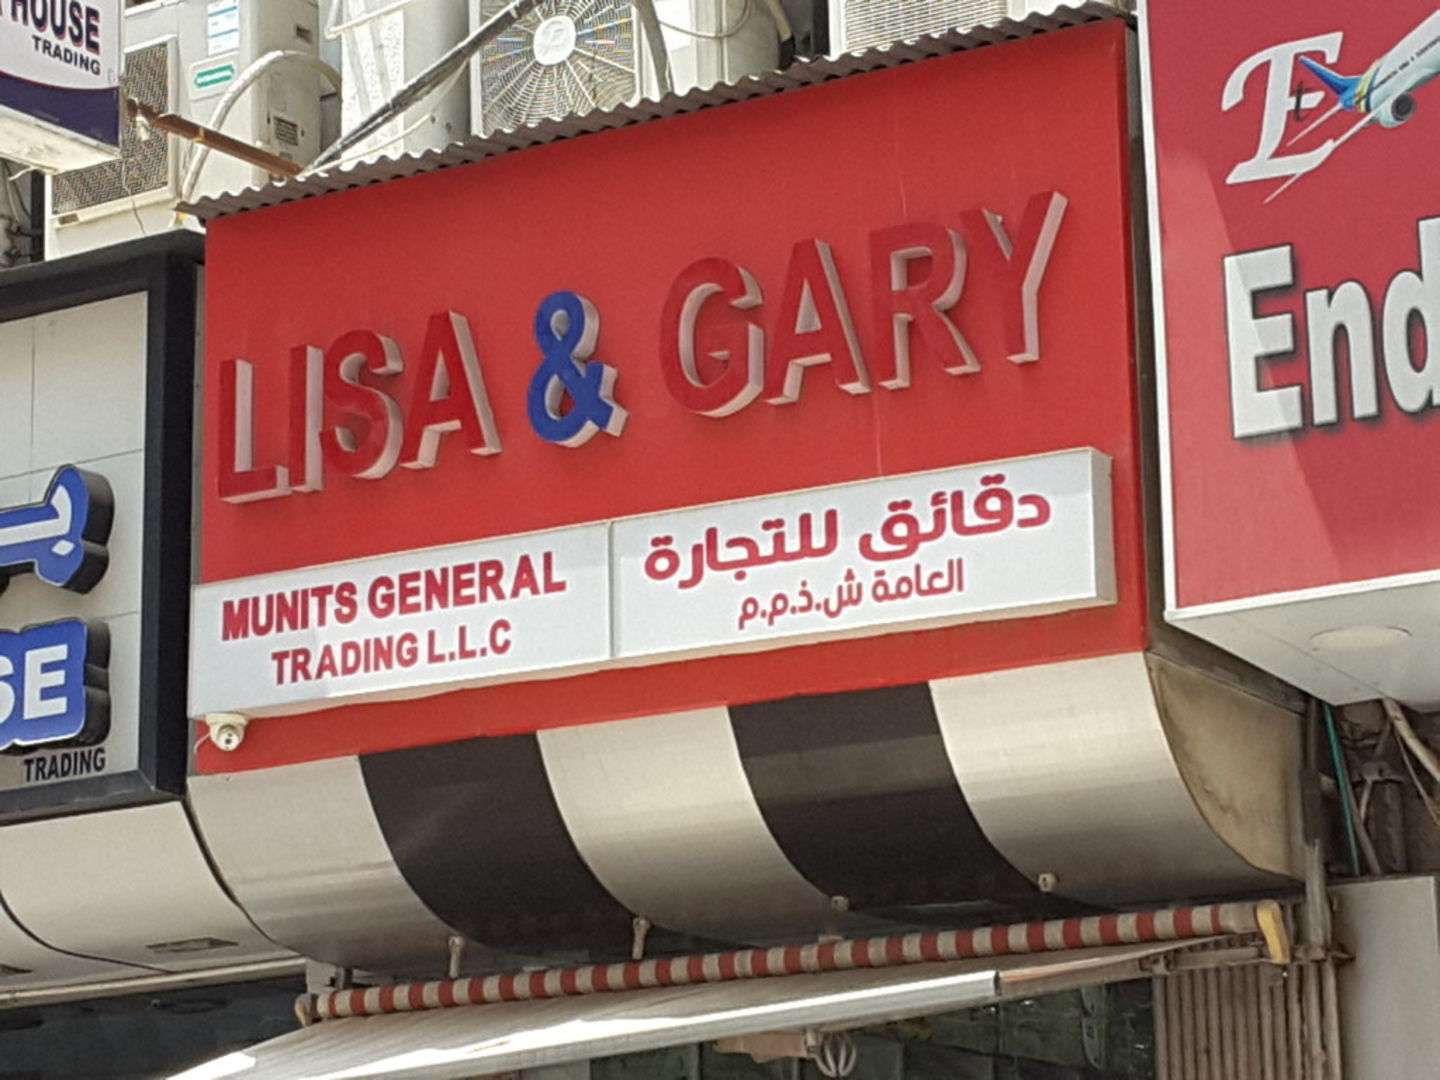 HOUSE
TRADING
LISA & GARY
MUNITS GENERAL
TRADING L.L.C
دقائق للتجارة
العامة ش.ذ.م.م
SE
TRADING
E
End